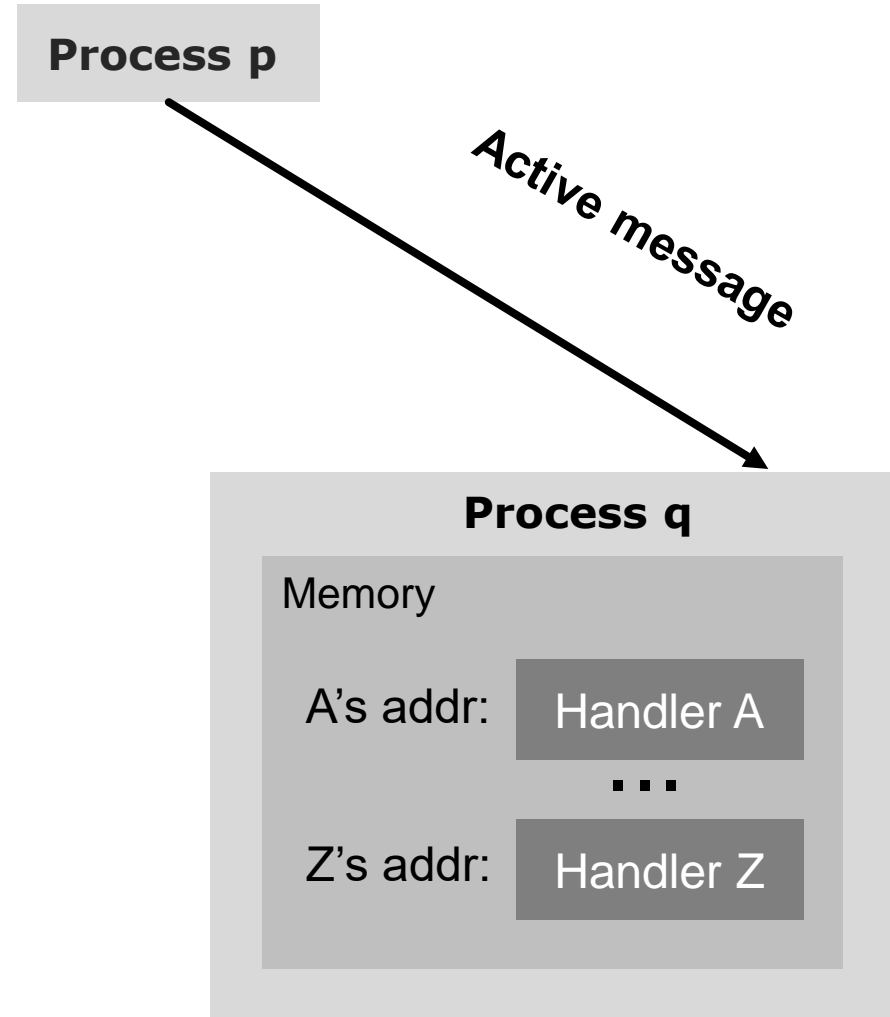 Process p
Active message
Process q
Memory
A's addr: Handler A
...
Z's addr: Handler Z